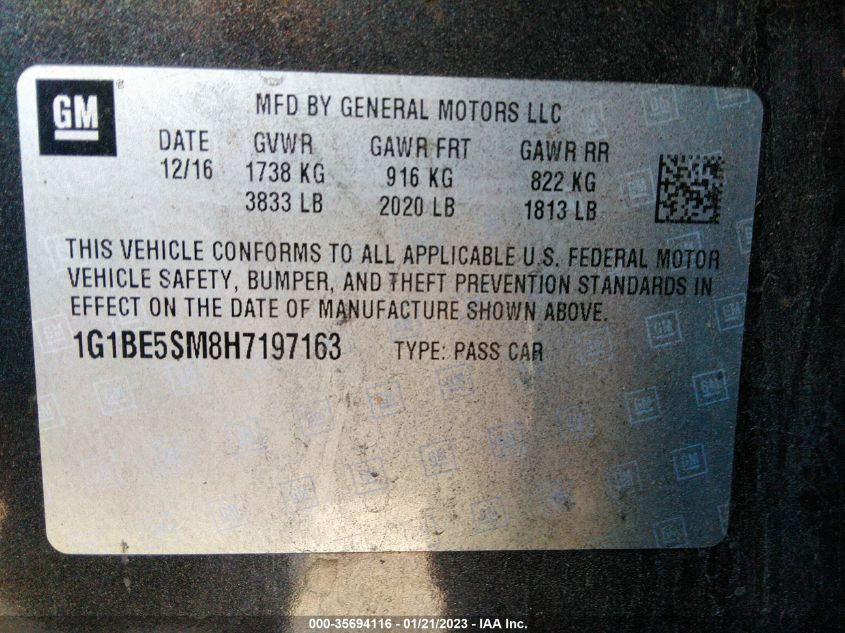 GM
MFD BY GENERAL MOTORS LLC
DATE GVWR GAWR FRT GAWR RR
12/16 1738 KG 916 KG 822 KG
3833 LB 2020 LB 1813 LB
THIS VEHICLE CONFORMS TO ALL APPLICABLE U.S. FEDERAL MOTOR
VEHICLE SAFETY, BUMPER, AND THEFT PREVENTION STANDARDS IN
EFFECT ON THE DATE OF MANUFACTURE SHOWN ABOVE.
1G1BE5SM8H7197163 TYPE: PASS CAR
000-35694116 - 01/21/2023 - IAA Inc.